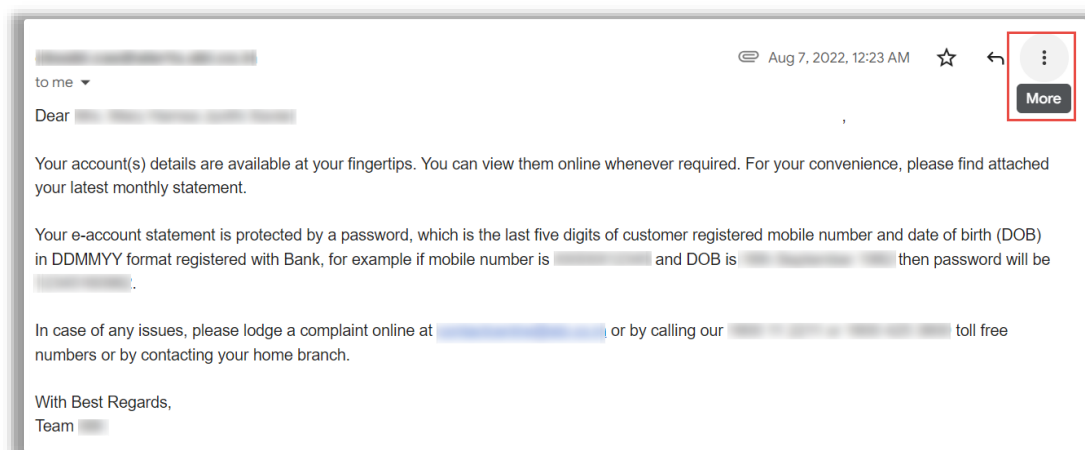 Aug 7, 2022, 12:23 AM
to me
More
Dear
,
Your account(s) details are available at your fingertips. You can view them online whenever required. For your convenience, please find attached
your latest monthly statement.
Your e-account statement is protected by a password, which is the last five digits of customer registered mobile number and date of birth (DOB)
in DDMMYY format registered with Bank, for example if mobile number is and DOB is then password will be
.
In case of any issues, please lodge a complaint online at or by calling our toll free
numbers or by contacting your home branch.
With Best Regards,
Team